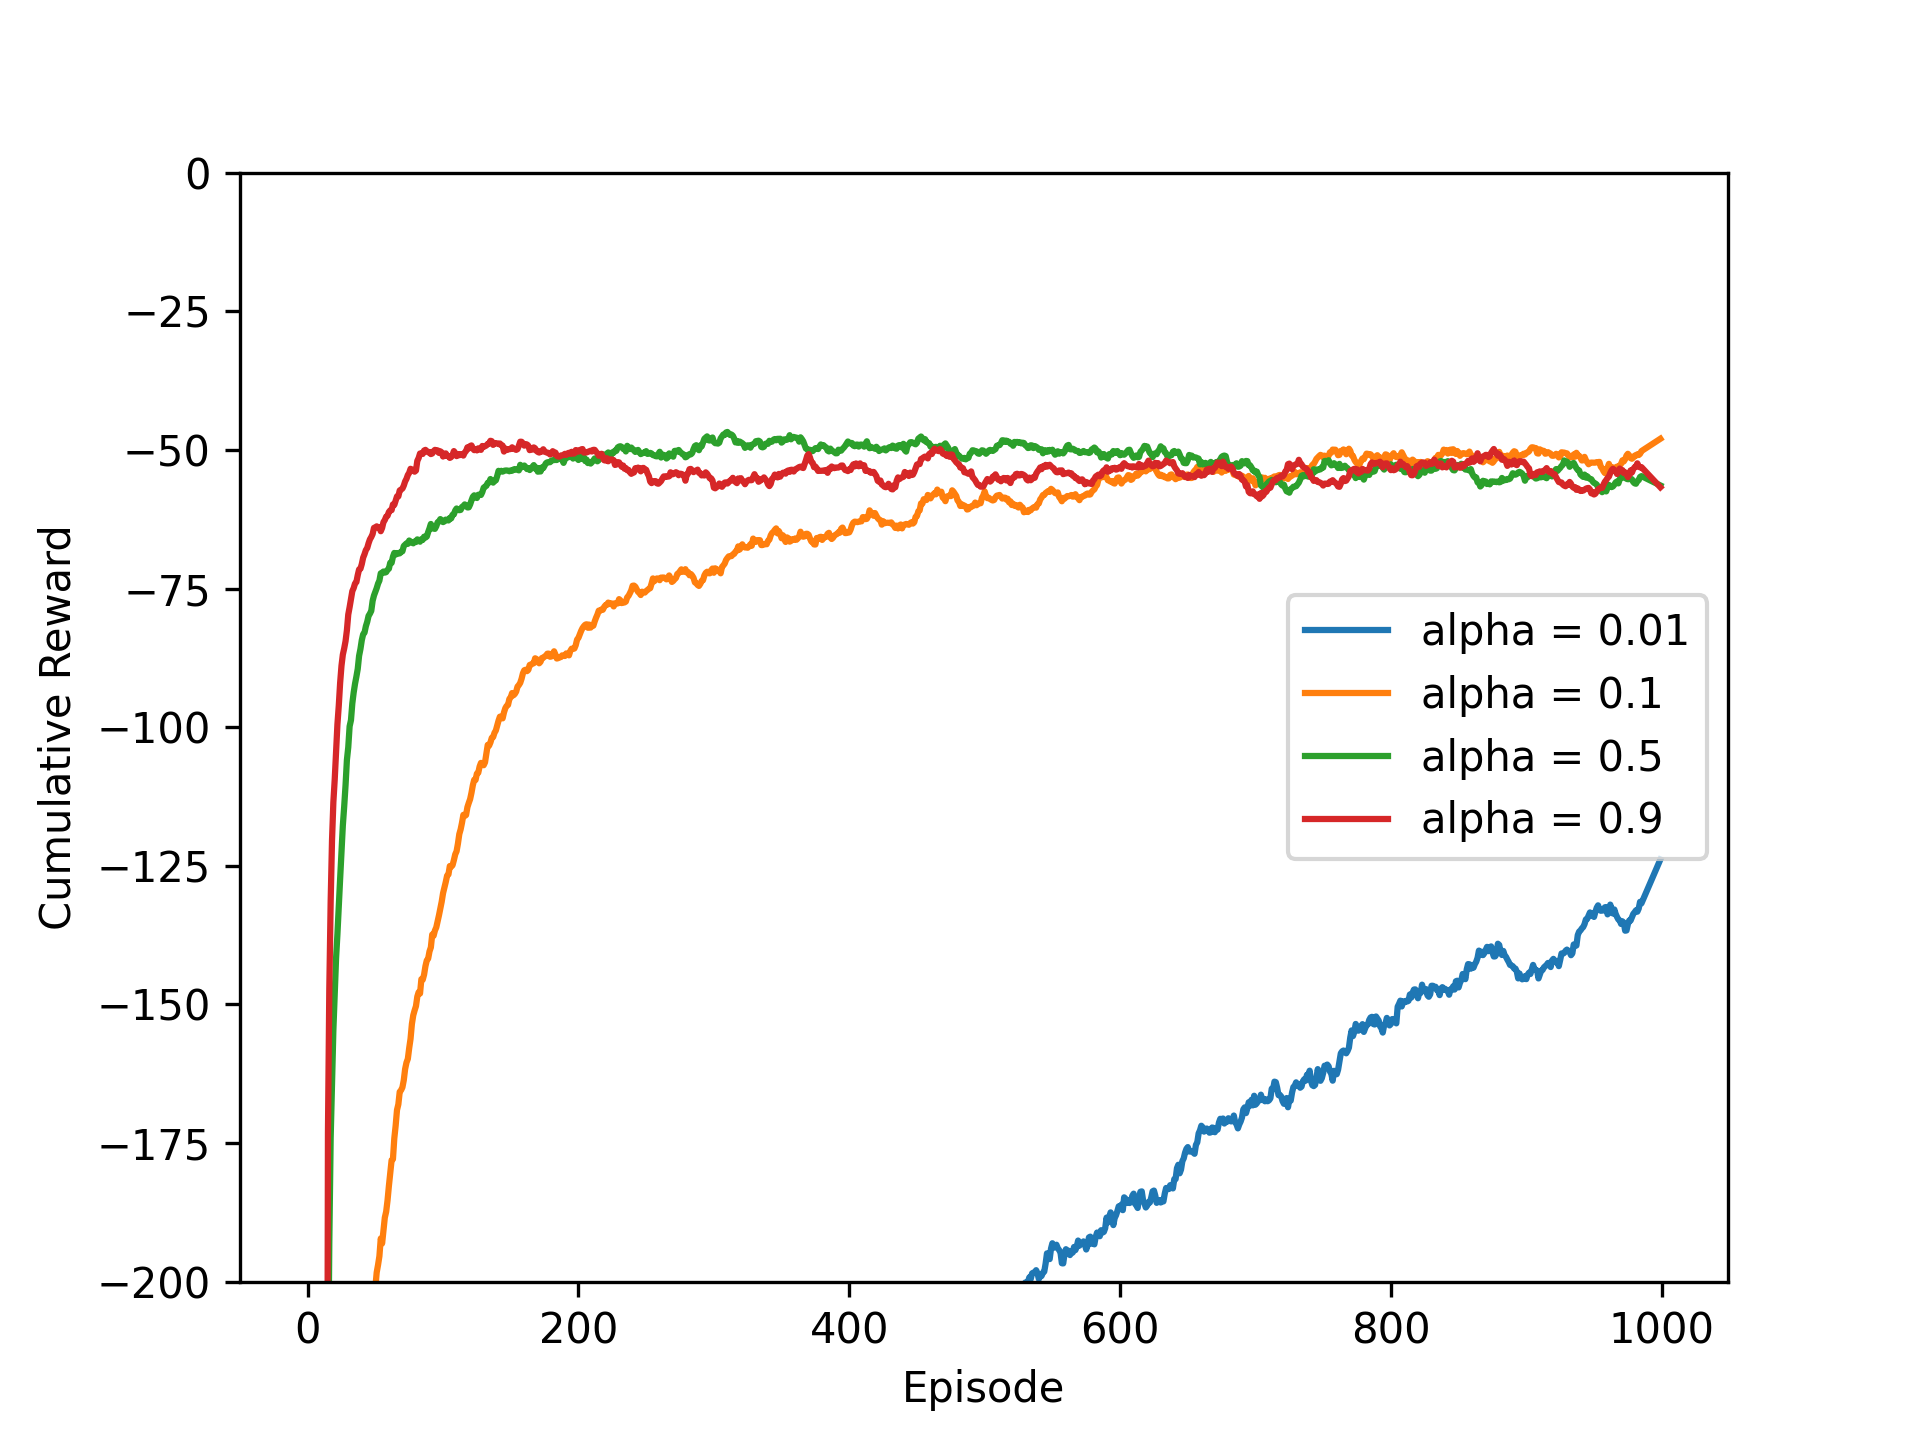 0
−25
−50
−75
−100
−125
−150
−175
−200
Cumulative Reward
alpha = 0.01
alpha = 0.1
alpha = 0.5
alpha = 0.9
0 200 400 600 800 1000
Episode